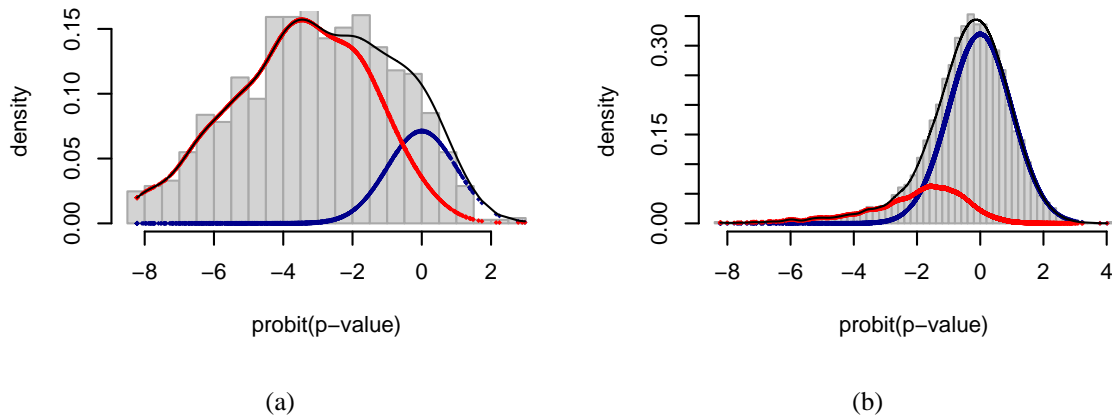 density
0.15
0.10
0.05
0.00
−8 −6 −4 −2 0 2
probit(p−value)
(a)
density
0.30
0.15
0.00
−8 −6 −4 −2 0 2 4
probit(p−value)
(b)